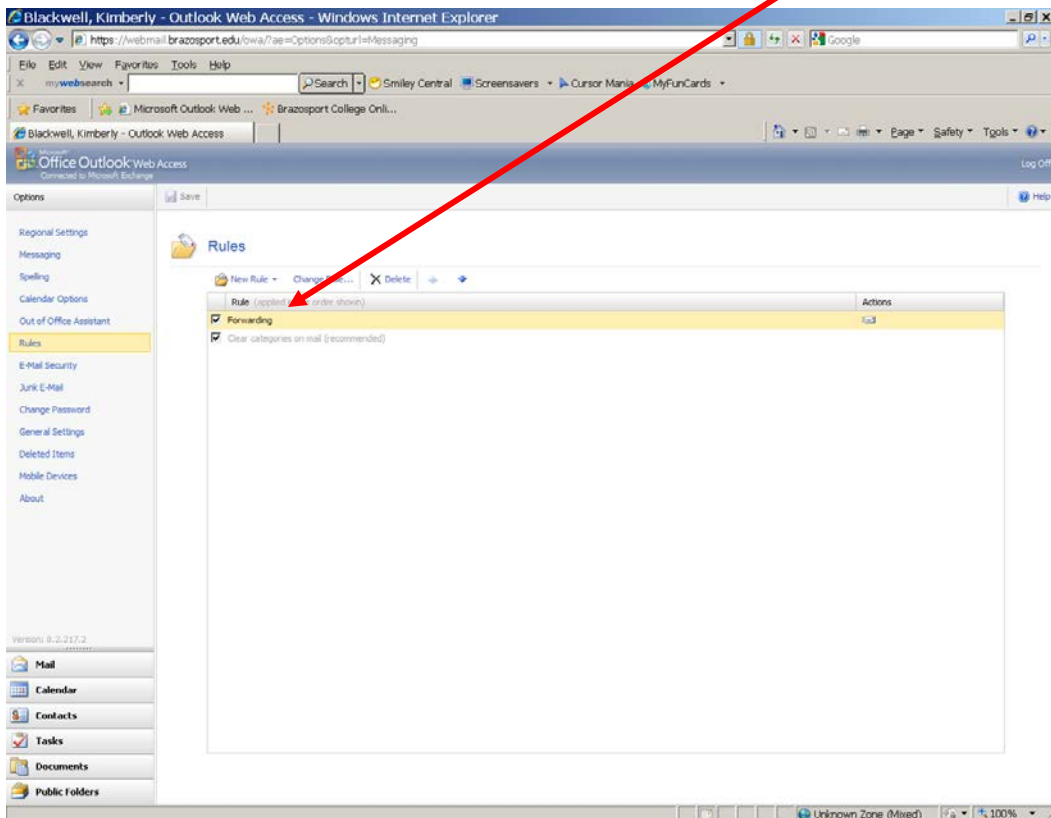 Blackwell, Kimberly - Outlook Web Access - Windows Internet Explorer
https://webmail.brazosport.edu/owa/?ae=Options&opturl=Messaging
Google
File Edit View Favorites Tools Help
X mywebsearch Search Smiley Central Screensavers Cursor Mania MyFunCards
Favorites Microsoft Outlook Web ... Brazosport College Onli...
Blackwell, Kimberly - Outlook Web Access
Page Safety Tools
Microsoft
Office Outlook Web Access
Connected to Microsoft Exchange
Log Off
Options
Save
Help
Regional Settings
Messaging
Spelling
Calendar Options
Out of Office Assistant
Rules
E-Mail Security
Junk E-Mail
Change Password
General Settings
Deleted Items
Mobile Devices
About
Rules
New Rule Change ... Delete
Rule (applied order shown) Actions
Forwarding
Clear categories on mail (recommended)
Version: 8.2.217.2
Mail
Calendar
Contacts
Tasks
Documents
Public Folders
Unknown Zone (Mixed) 100%